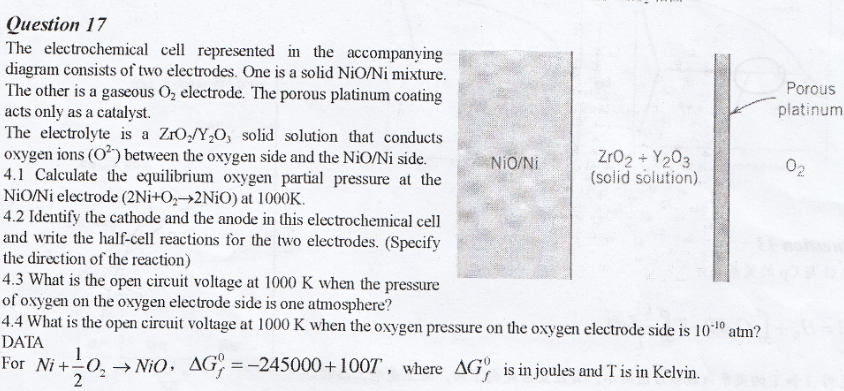 Question 17
The electrochemical cell represented in the accompanying
diagram consists of two electrodes. One is a solid NiO/Ni mixture.
The other is a gaseous O₂ electrode. The porous platinum coating
acts only as a catalyst.
The electrolyte is a ZrO₂/Y₂O₃ solid solution that conducts
oxygen ions (O²⁻) between the oxygen side and the NiO/Ni side.
4.1 Calculate the equilibrium oxygen partial pressure at the
NiO/Ni electrode (2Ni+O₂→2NiO) at 1000K.
4.2 Identify the cathode and the anode in this electrochemical cell
and write the half-cell reactions for the two electrodes. (Specify
the direction of the reaction)
4.3 What is the open circuit voltage at 1000 K when the pressure
of oxygen on the oxygen electrode side is one atmosphere?
4.4 What is the open circuit voltage at 1000 K when the oxygen pressure on the oxygen electrode side is 10⁻¹⁰ atm?
DATA
For Ni + 1/2 O₂ → NiO, ΔG⁰f = −245000 + 100T, where ΔG⁰f is in joules and T is in Kelvin.
NiO/Ni
ZrO₂ + Y₂O₃
(solid solution)
Porous
platinum
O₂